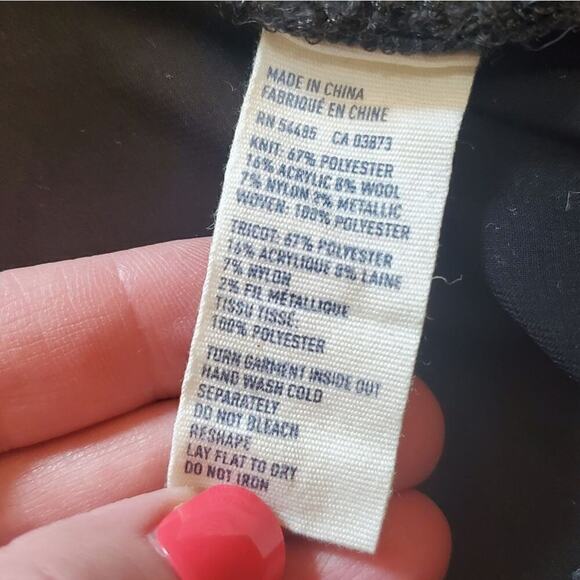 MADE IN CHINA
FABRIQUÉ EN CHINE
RN 54485 CA 03873
KNIT: 67% POLYESTER
16% ACRYLIC 8% WOOL
7% NYLON 2% METALLIC
WOVEN: 100% POLYESTER
TRICOT: 67% POLYESTER
16% ACRYLIQUE 8% LAINE
7% NYLON
2% FIL METALLIQUE
TISSU TISSÉ:
100% POLYESTER
TURN GARMENT INSIDE OUT
HAND WASH COLD
SEPARATELY
DO NOT BLEACH
RESHAPE
LAY FLAT TO DRY
DO NOT IRON